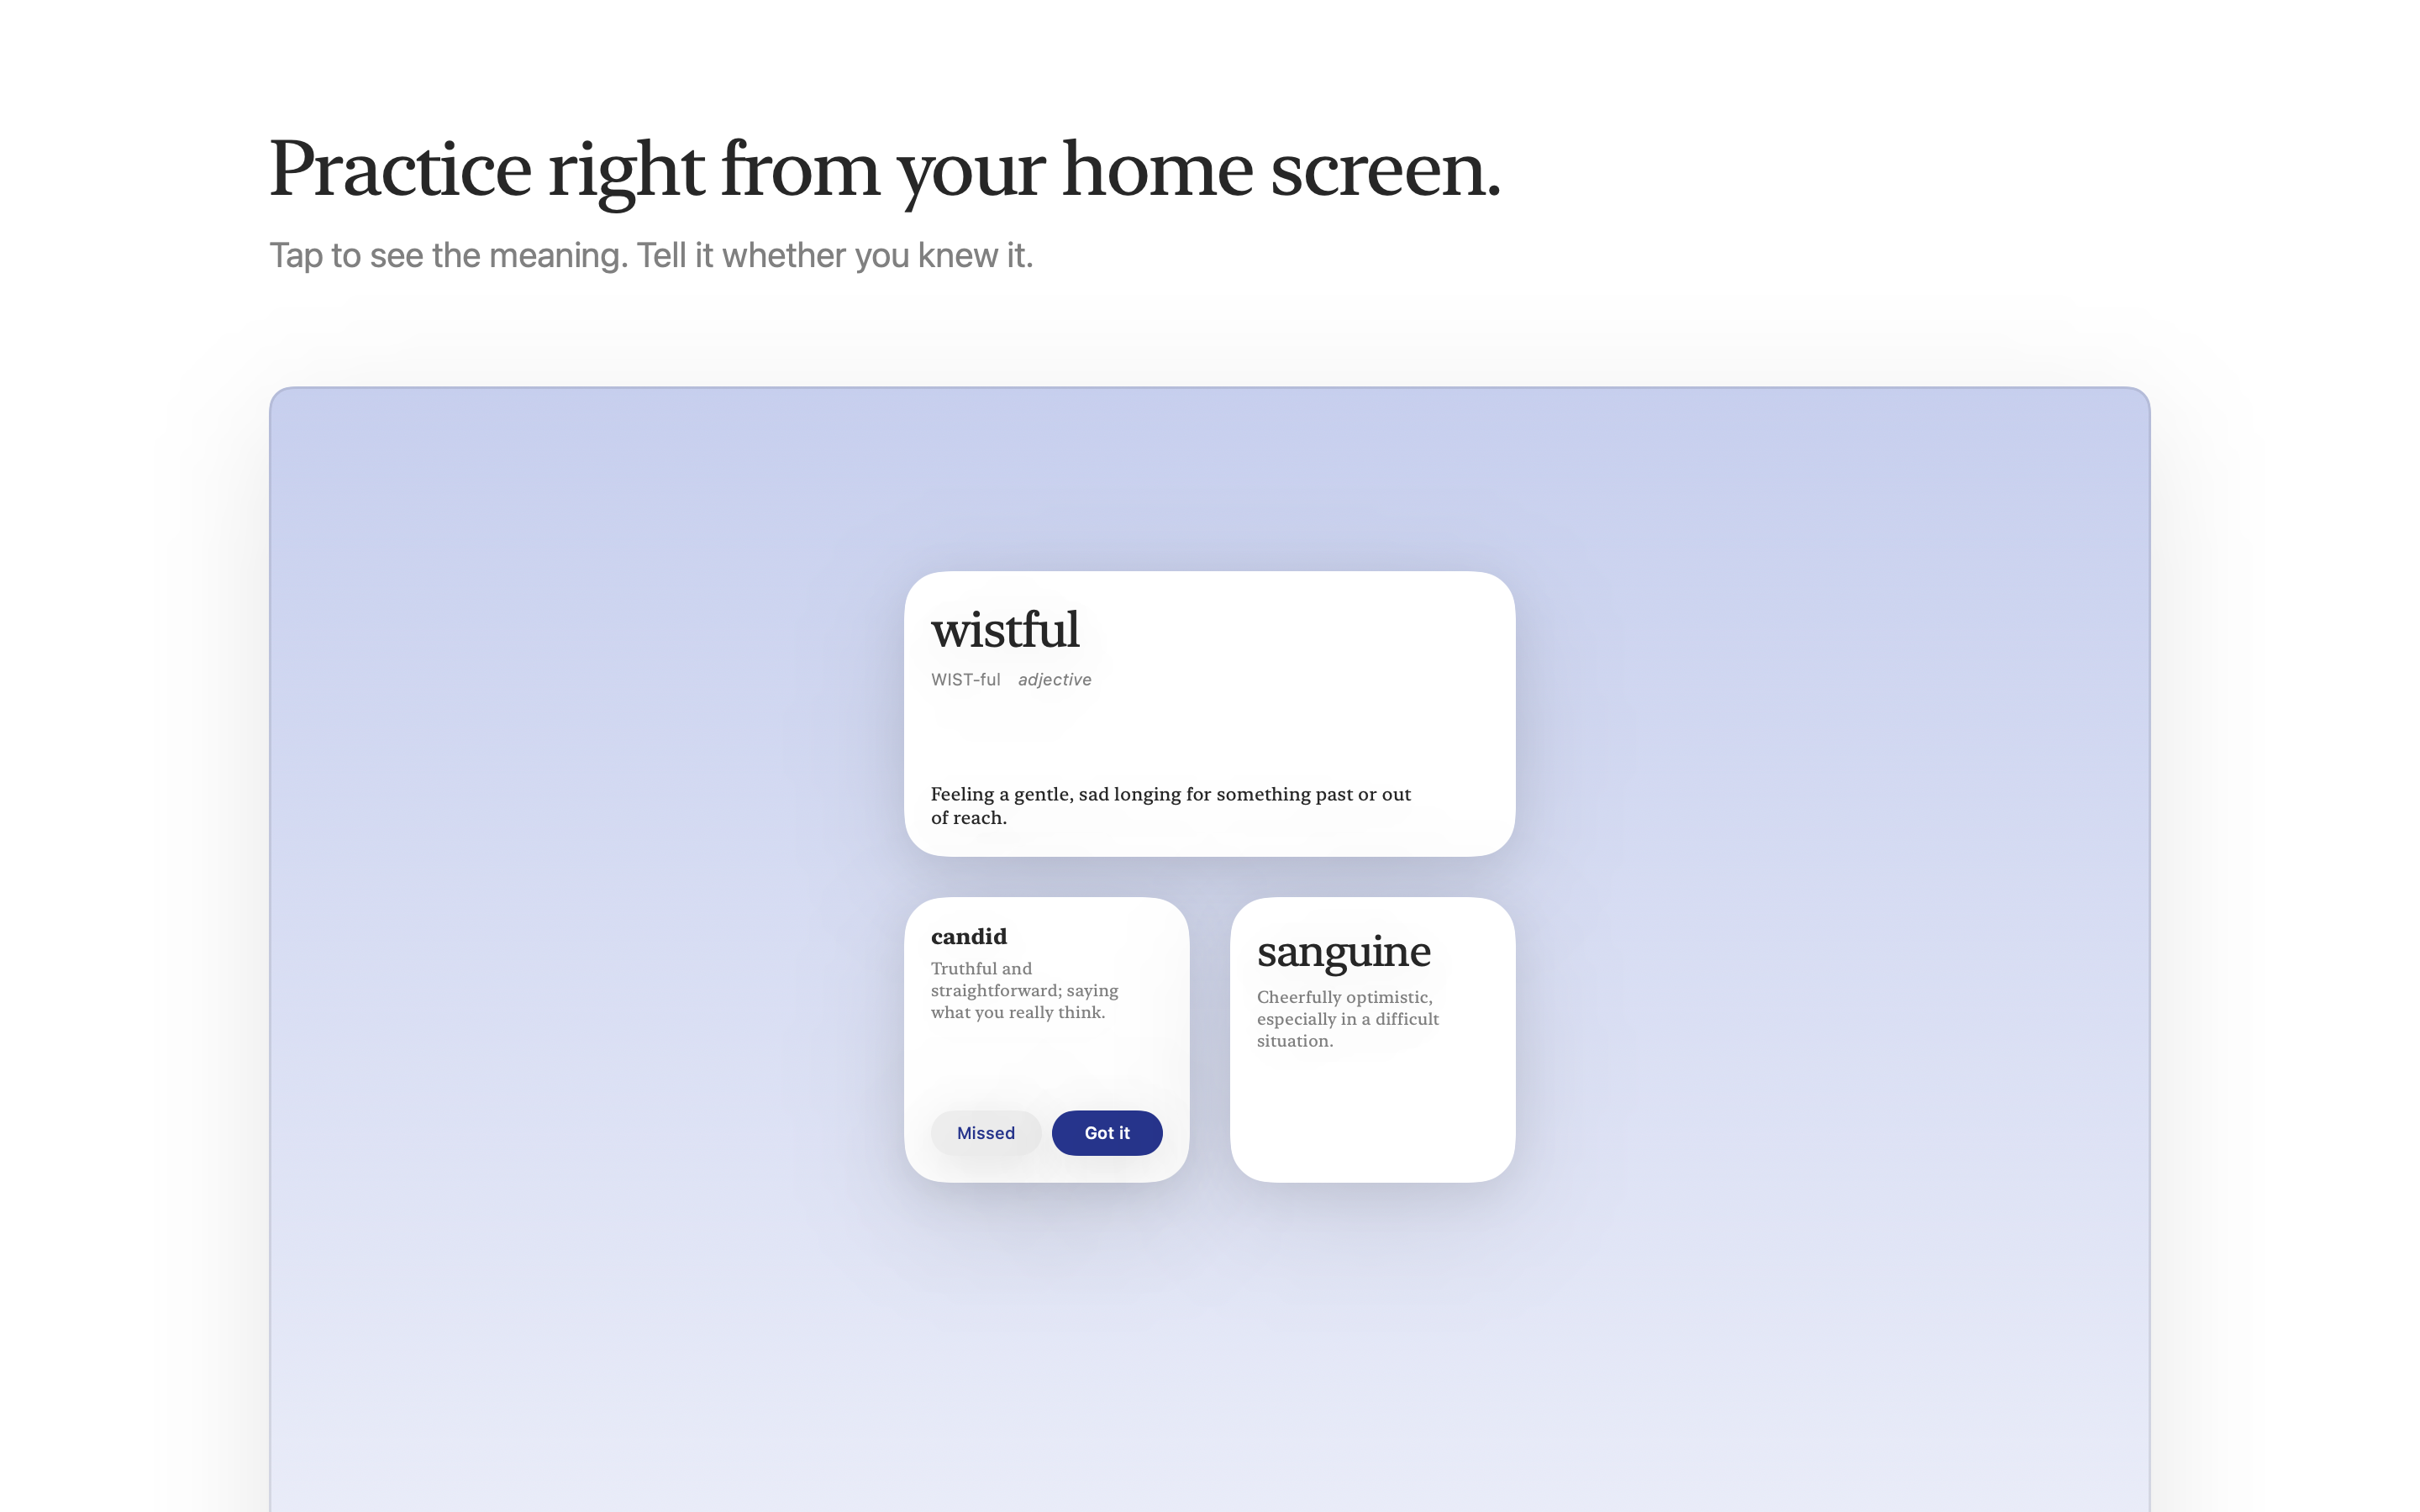 Practice right from your home screen.
Tap to see the meaning. Tell it whether you knew it.
wistful
WIST-ful adjective
Feeling a gentle, sad longing for something past or out
of reach.
candid
Truthful and
straightforward; saying
what you really think.
Missed Got it
sanguine
Cheerfully optimistic,
especially in a difficult
situation.